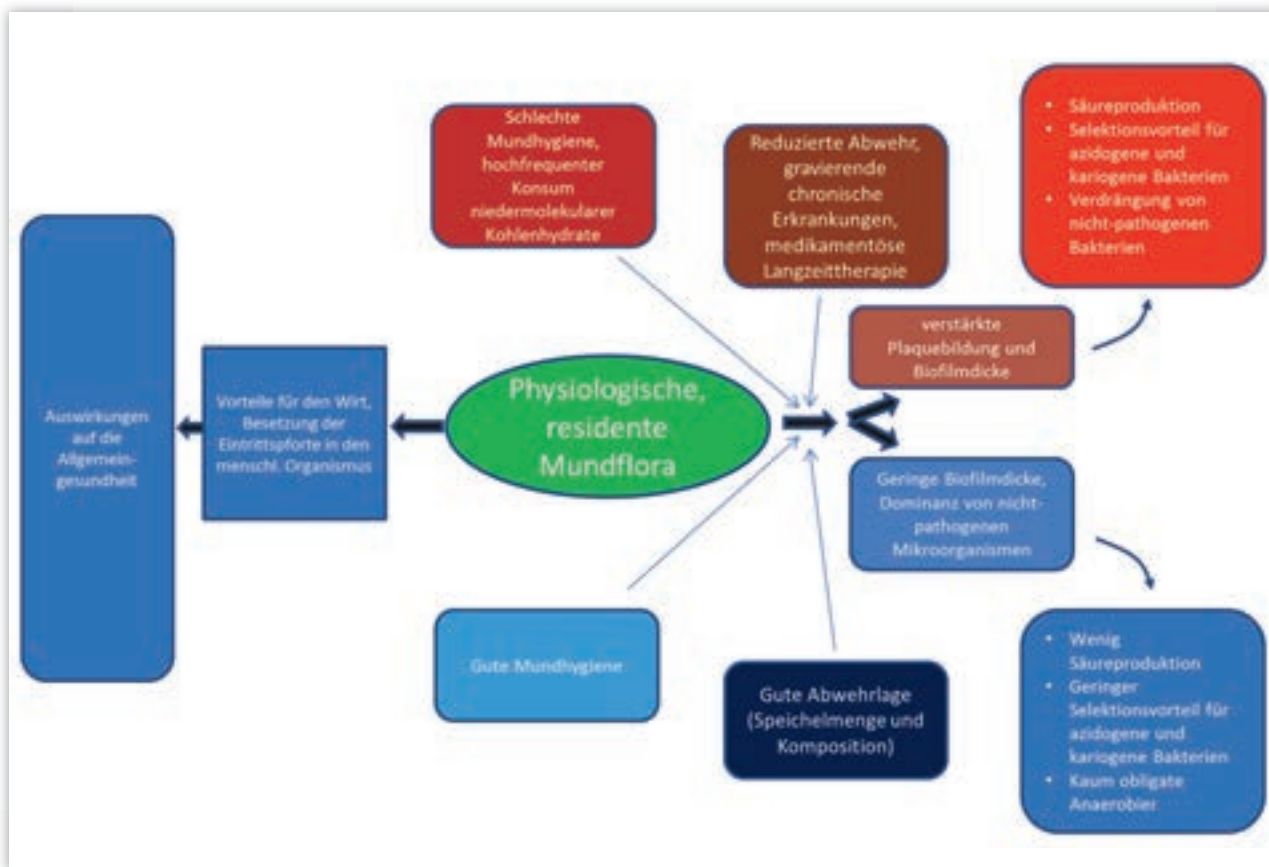 Schlechte
Mundhygiene,
hochfrequenter
Konsum
niedermolekularer
Kohlenhydrate
Reduzierte Abwehr,
gravierende
chronische
Erkrankungen,
medikamentöse
Langzeittherapie
• Säureproduktion
• Selektionsvorteil für
azidogene und
kariogene Bakterien
• Verdrängung von
nicht-pathogenen
Bakterien
verstärkte
Plaquebildung und
Biofilmdicke
Auswirkungen
auf die
Allgemein-
gesundheit
Vorteile für den Wirt,
Besetzung der
Eintrittspforte in den
menschl. Organismus
Physiologische,
residente
Mundflora
Geringe Biofilmdicke,
Dominanz von nicht-
pathogenen
Mikroorganismen
Gute Mundhygiene
Gute Abwehrlage
(Speichelmenge und
Komposition)
• Wenig
Säureproduktion
• Geringer
Selektionsvorteil für
azidogene und
kariogene Bakterien
• Kaum obligate
Anaerobier